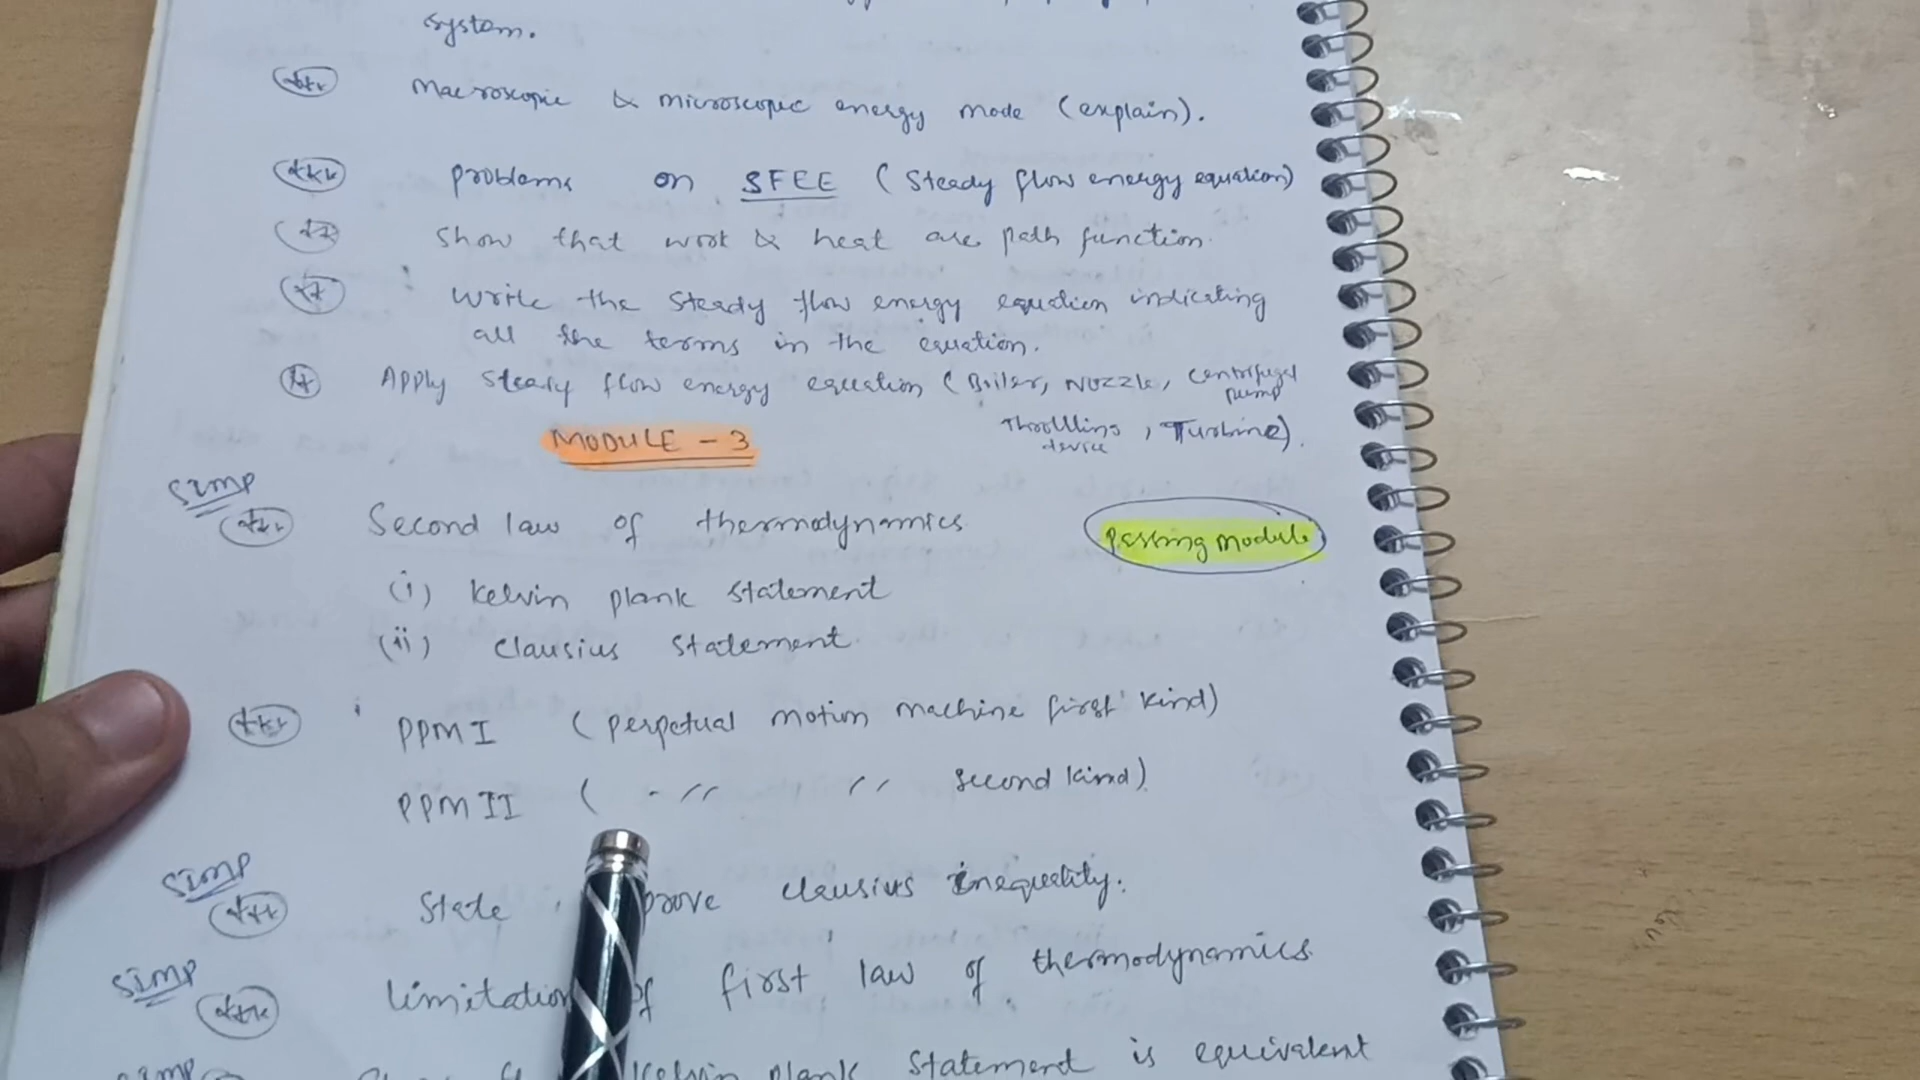 system.
*** Macroscopic & microscopic energy mode (explain).
*** problems on SFEE (Steady flow energy equation)
** Show that work & heat are path function.
** Write the Steady flow energy equation indicating
all the terms in the equation.
** Apply Steady flow energy equation (Boiler, Nozzle, Centrifugal pump
Throttling device, Turbine).
MODULE - 3
SIMP
*** Second law of thermodynamics
Passing module
(i) Kelvin plank statement
(ii) Clausius statement.
*** PPM I (perpetual motion machine first kind)
PPM II ( - 〃 〃 second kind).
SIMP
*** State prove clausius inequality.
SIMP
*** limitation of first law of thermodynamics.
SIMP
Kelvin plank statement is equivalent